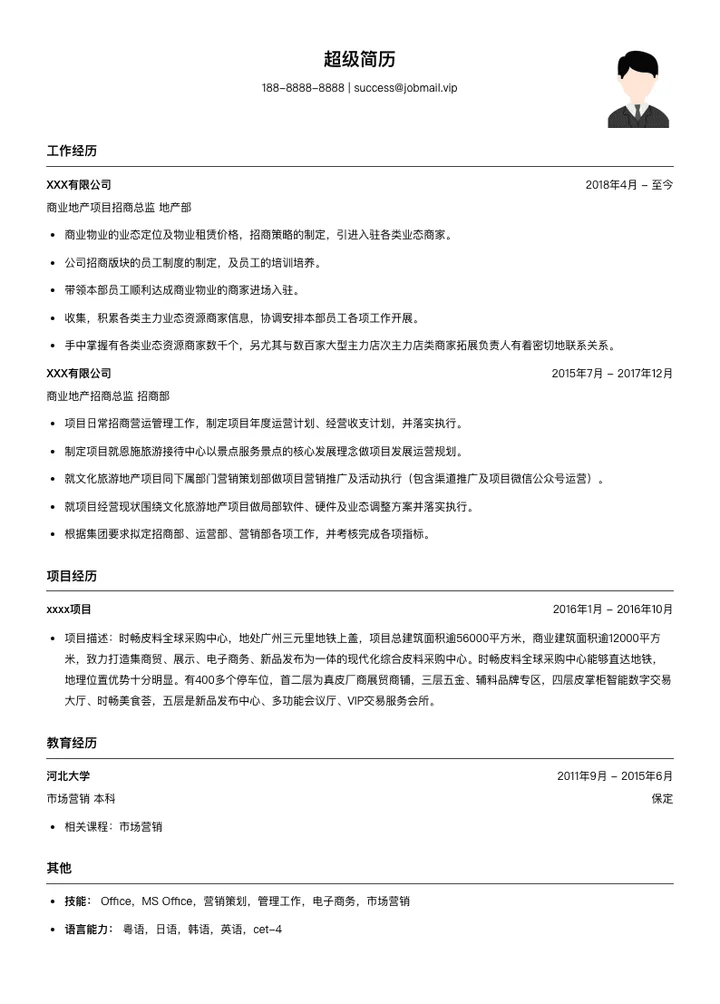 超级简历
188-8888-8888 | success@jobmail.vip
工作经历
XXX有限公司 2018年4月 – 至今
商业地产项目招商总监 地产部
• 商业物业的业态定位及物业租赁价格，招商策略的制定，引进入驻各类业态商家。
• 公司招商版块的员工制度的制定，及员工的培训培养。
• 带领本部员工顺利达成商业物业的商家进场入驻。
• 收集，积累各类主力业态资源商家信息，协调安排本部员工各项工作开展。
• 手中掌握有各类业态资源商家数千个，另尤其与数百家大型主力店次主力店类商家拓展负责人有着密切地联系关系。
XXX有限公司 2015年7月 – 2017年12月
商业地产招商总监 招商部
• 项目日常招商营运管理工作，制定项目年度运营计划、经营收支计划，并落实执行。
• 制定项目就恩施旅游接待中心以景点服务景点的核心发展理念做项目发展运营规划。
• 就文化旅游地产项目同下属部门营销策划部做项目营销推广及活动执行（包含渠道推广及项目微信公众号运营）。
• 就项目经营现状围绕文化旅游地产项目做局部软件、硬件及业态调整方案并落实执行。
• 根据集团要求拟定招商部、运营部、营销部各项工作，并考核完成各项指标。
项目经历
xxxx项目 2016年1月 – 2016年10月
• 项目描述：时畅皮料全球采购中心，地处广州三元里地铁上盖，项目总建筑面积逾56000平方米，商业建筑面积逾12000平方
米，致力打造集商贸、展示、电子商务、新品发布为一体的现代化综合皮料采购中心。时畅皮料全球采购中心能够直达地铁，
地理位置优势十分明显。有400多个停车位，首二层为真皮厂商展贸商铺，三层五金、辅料品牌专区，四层皮掌柜智能数字交易
大厅、时畅美食荟，五层是新品发布中心、多功能会议厅、VIP交易服务会所。
教育经历
河北大学 2011年9月 – 2015年6月
市场营销 本科 保定
• 相关课程：市场营销
其他
• 技能： Office，MS Office，营销策划，管理工作，电子商务，市场营销
• 语言能力： 粤语，日语，韩语，英语，cet-4